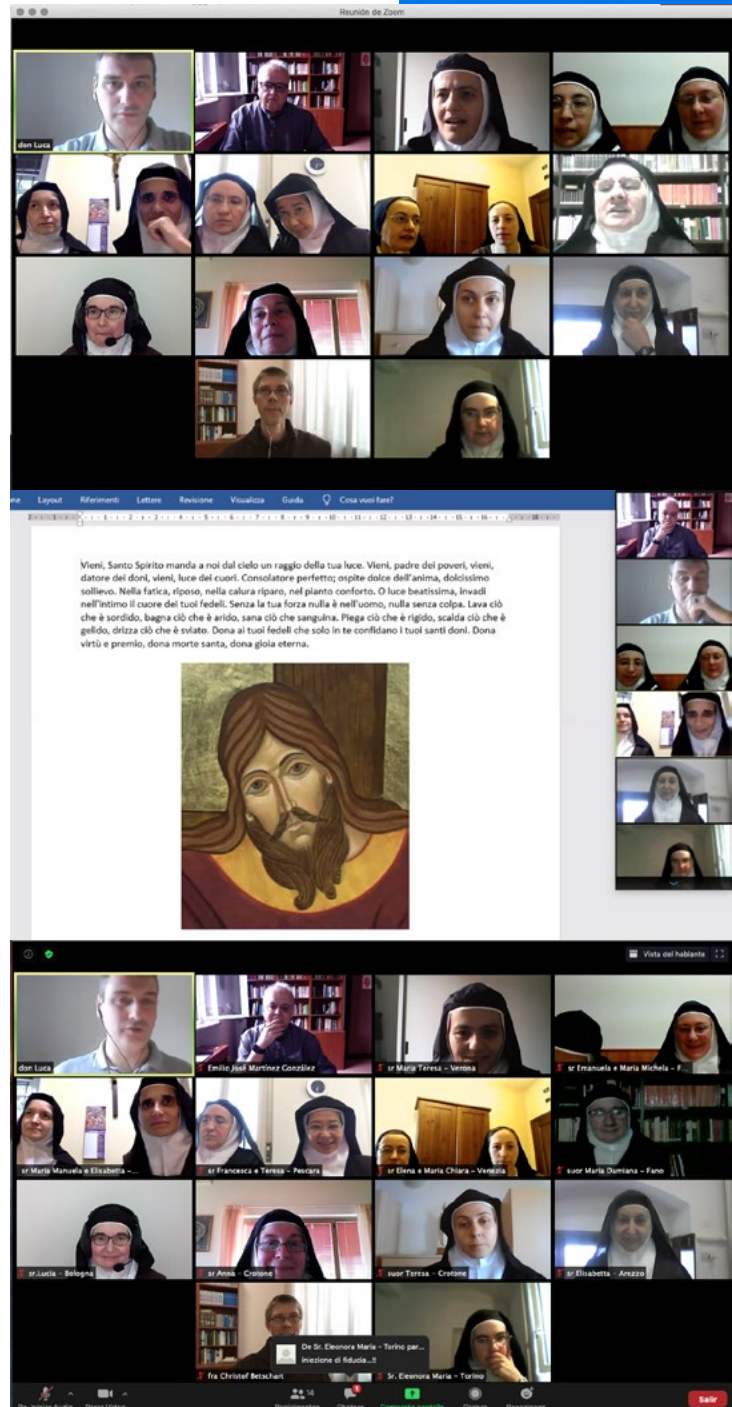 Reunión de Zoom
don Luca
Layout Riferimenti Lettere Revisione Visualizza Guida Cosa vuoi fare?
Vieni, Santo Spirito manda a noi dal cielo un raggio della tua luce. Vieni, padre dei poveri, vieni,
datore dei doni, vieni, luce dei cuori. Consolatore perfetto; ospite dolce dell'anima, dolcissimo
sollievo. Nella fatica, riposo, nella calura riparo, nel pianto conforto. O luce beatissima, invadi
nell'intimo il cuore dei tuoi fedeli. Senza la tua forza nulla è nell'uomo, nulla senza colpa. Lava ciò
che è sordido, bagna ciò che è arido, sana ciò che sanguina. Piega ciò che è rigido, scalda ciò che è
gelido, drizza ciò che è sviato. Dona ai tuoi fedeli che solo in te confidano i tuoi santi doni. Dona
virtù e premio, dona morte santa, dona gioia eterna.
Vista del hablante
don Luca
Emilio José Martínez González
sr Maria Teresa - Verona
sr Emanuela e Maria Michela - F...
sr Maria Manuela e Elisabetta - ...
sr Francesca e Teresa - Pescara
sr Elena e Maria Chiara - Venezia
suor Maria Damiana - Fano
sr.Lucia - Bologna
sr Anna - Crotone
suor Teresa - Crotone
sr Elisabetta - Arezzo
De Sr. Eleonora Maria - Torino par...
iniezione di fiducia...!!
fra Christof Betschart
Sr. Eleonora Maria - Torino
14
Salir